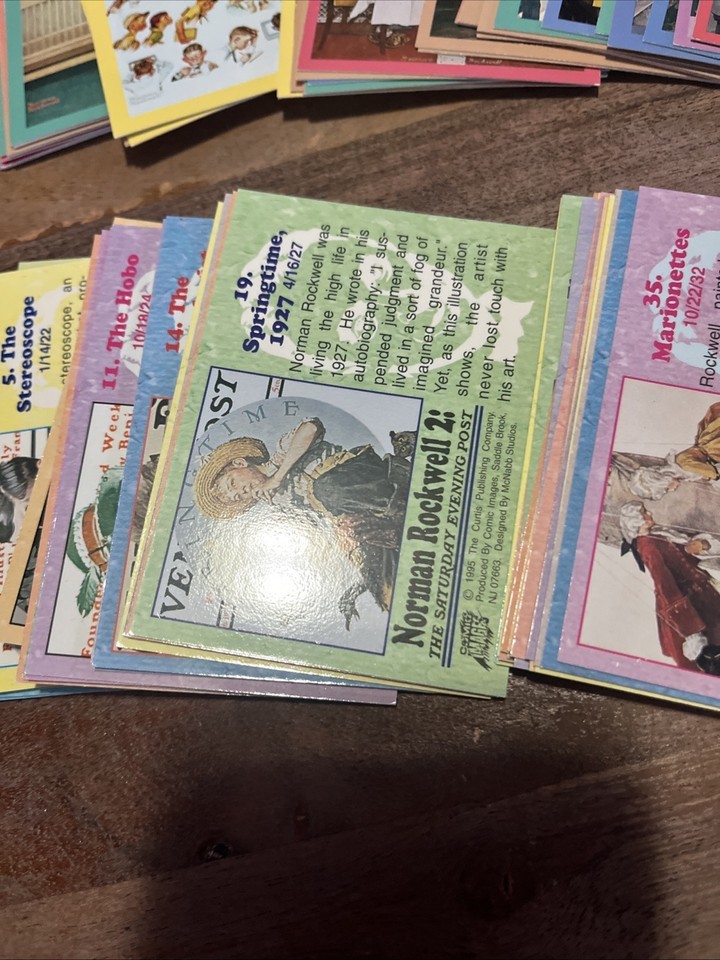 5. The
Stereoscope
1/14/22
stereoscope, an
11. The Hobo
10/18/24
14. The
19.
Springtime,
1927 4/16/27
Norman Rockwell was
living the high life in
1927. He wrote in his
autobiography: "I sus-
pended judgment and
lived in a sort of fog of
imagined grandeur."
Yet, as this illustration
shows, the artist
never lost touch with
his art.
Norman Rockwell 2:
THE SATURDAY EVENING POST
© 1995 The Curtis Publishing Company.
Produced By Comic Images, Saddle Brook,
NJ 07663. Designed By McNabb Studios.
COMIC
IMAGES
35.
Marionettes
10/22/32
Rockwell